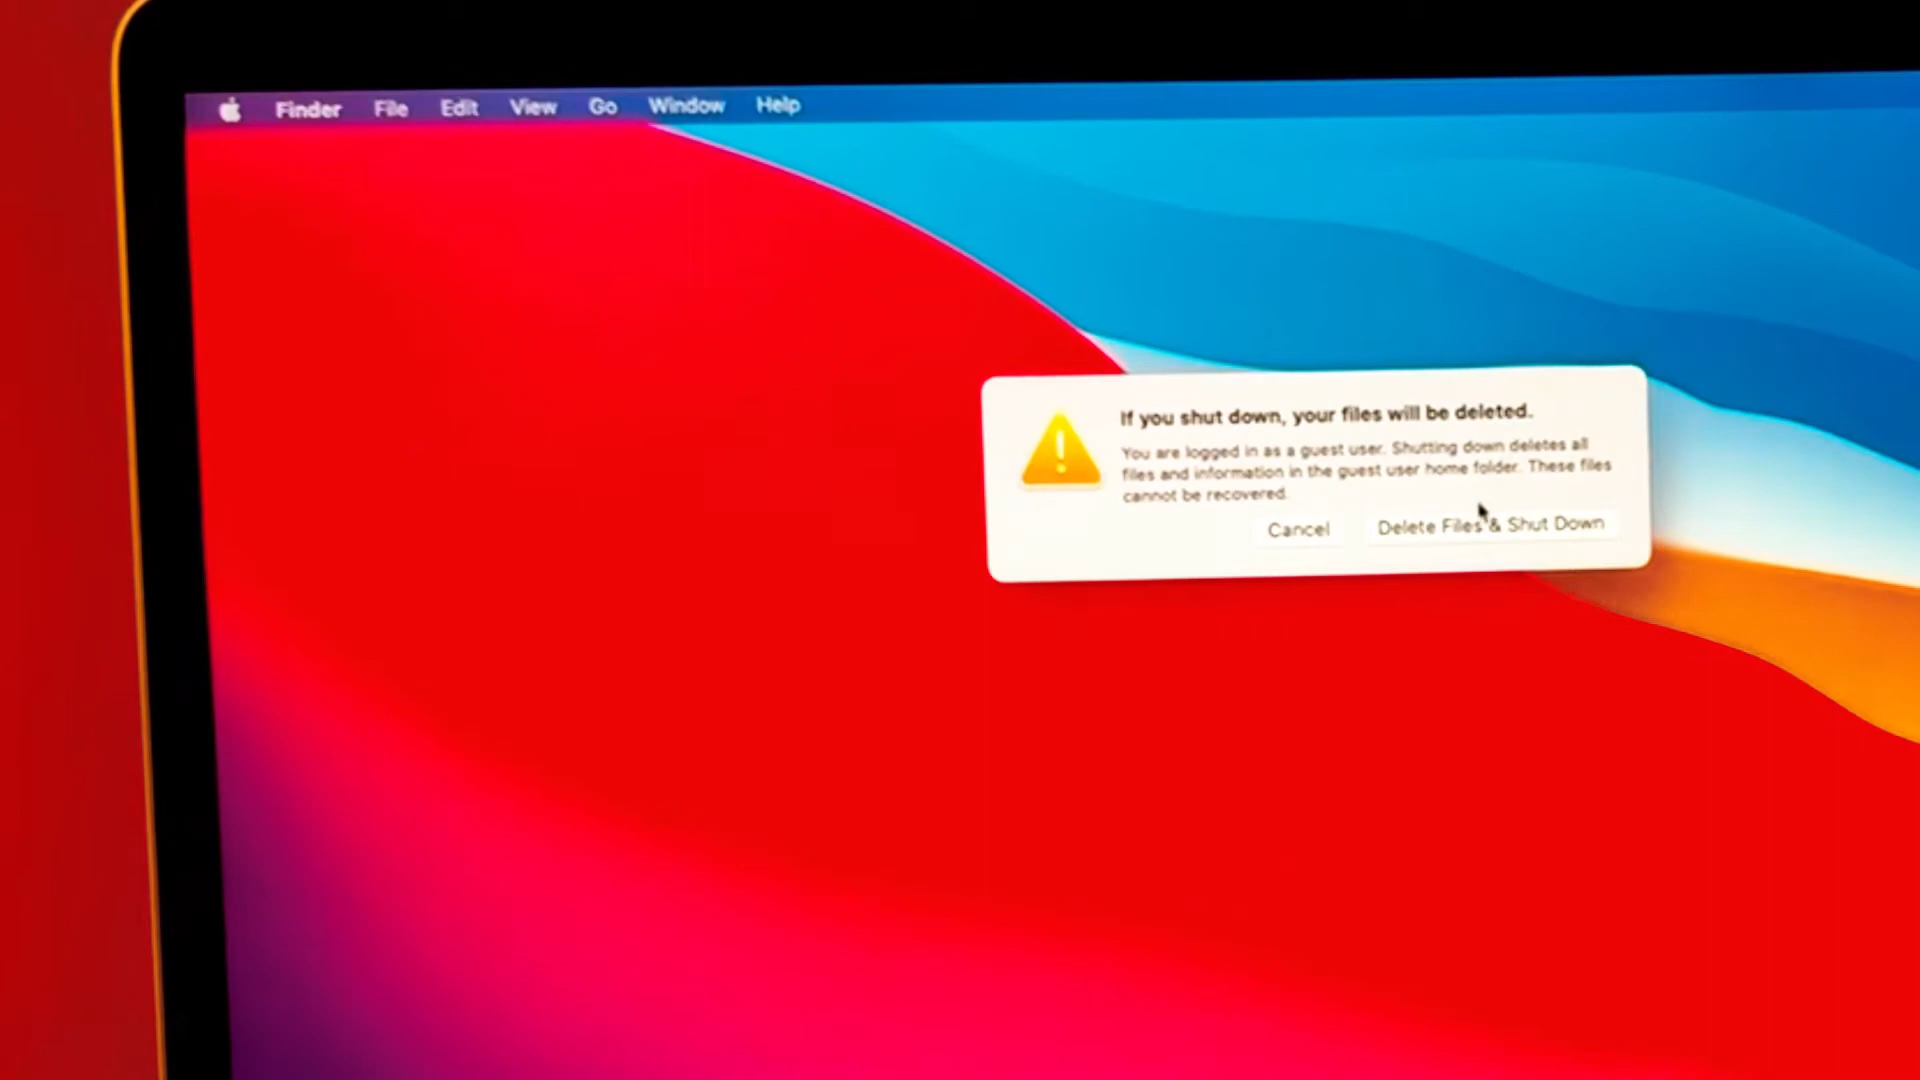 Finder File Edit View Go Window Help
If you shut down, your files will be deleted.
You are logged in as a guest user. Shutting down deletes all
files and information in the guest user home folder. These files
cannot be recovered.
Cancel Delete Files & Shut Down